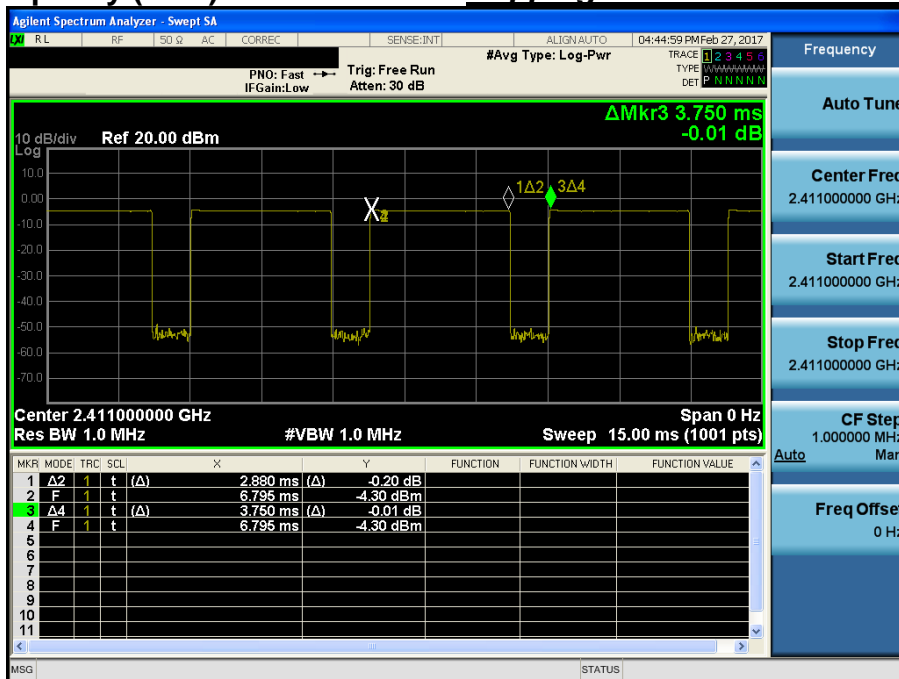 Agilent Spectrum Analyzer - Swept SA
LXI RL RF 50 Ω AC CORREC SENSE:INT ALIGN AUTO 04:44:59 PM Feb 27, 2017
#Avg Type: Log-Pwr
TRACE 1 2 3 4 5 6
TYPE
DET P N N N N N
PNO: Fast
IFGain:Low
Trig: Free Run
Atten: 30 dB
ΔMkr3 3.750 ms
-0.01 dB
10 dB/div
Log
Ref 20.00 dBm
10.0
0.00
-10.0
-20.0
-30.0
-40.0
-50.0
-60.0
-70.0
1Δ2
3Δ4
Center 2.411000000 GHz
Span 0 Hz
Res BW 1.0 MHz
#VBW 1.0 MHz
Sweep 15.00 ms (1001 pts)
MKR MODE TRC SCL X Y FUNCTION FUNCTION WIDTH FUNCTION VALUE
1 Δ2 1 t (Δ) 2.880 ms (Δ) -0.20 dB
2 F 1 t 6.795 ms -4.30 dBm
3 Δ4 1 t (Δ) 3.750 ms (Δ) -0.01 dB
4 F 1 t 6.795 ms -4.30 dBm
5
6
7
8
9
10
11
MSG
STATUS
Frequency
Auto Tune
Center Freq
2.411000000 GHz
Start Freq
2.411000000 GHz
Stop Freq
2.411000000 GHz
CF Step
1.000000 MHz
Auto Man
Freq Offset
0 Hz